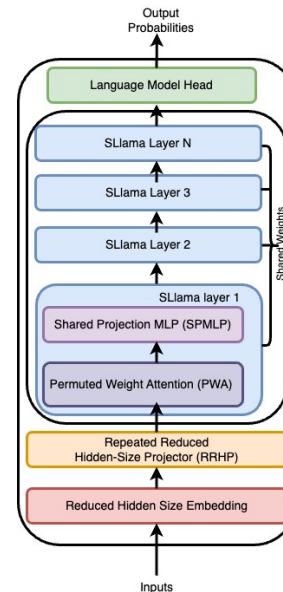 Output
Probabilities
Language Model Head
SLlama Layer N
SLlama Layer 3
SLlama Layer 2
SLlama layer 1
Shared Projection MLP (SPMLP)
Permuted Weight Attention (PWA)
Shared Weights
Repeated Reduced
Hidden-Size Projector (RRHP)
Reduced Hidden Size Embedding
Inputs